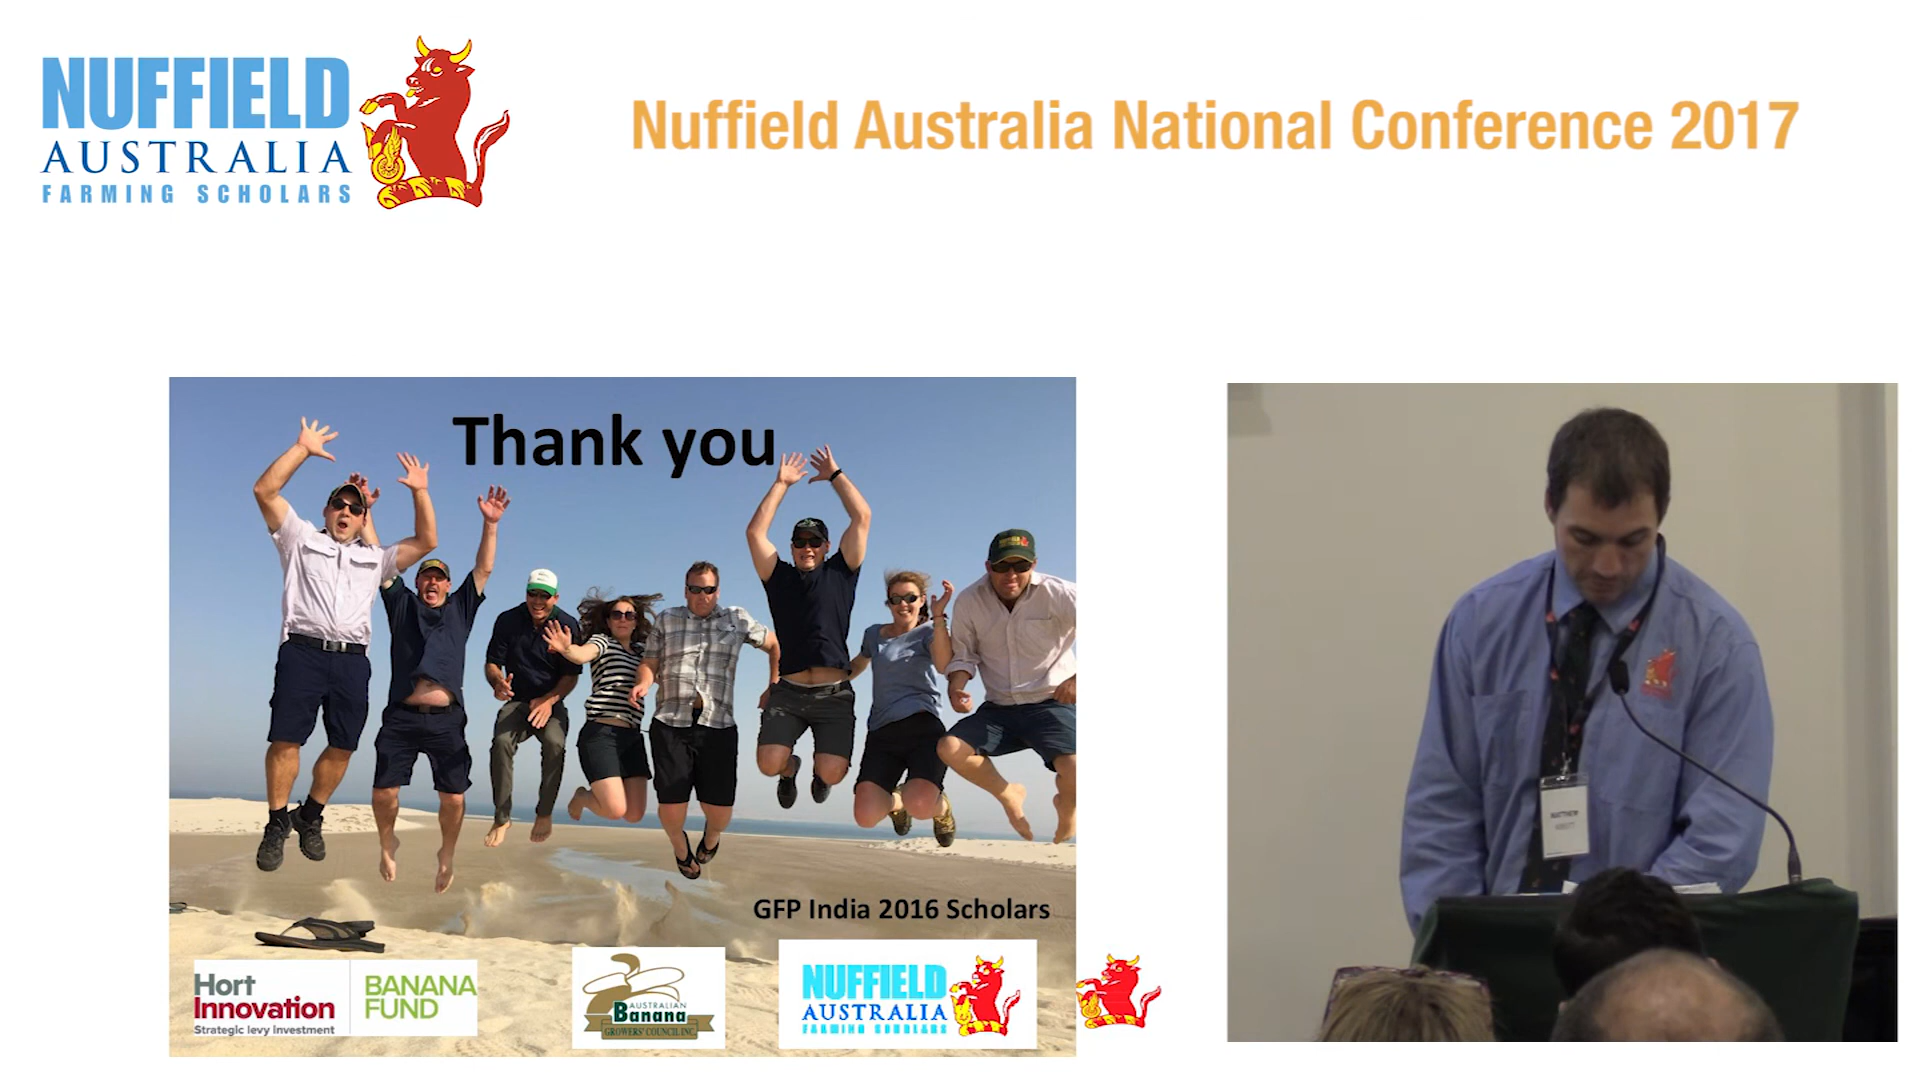 NUFFIELD
AUSTRALIA
FARMING SCHOLARS
Nuffield Australia National Conference 2017
Thank you
GFP India 2016 Scholars
Hort
Innovation
Strategic levy investment
BANANA
FUND
AUSTRALIAN
Banana
GROWERS' COUNCIL INC.
NUFFIELD
AUSTRALIA
FARMING SCHOLARS
MATTHEW